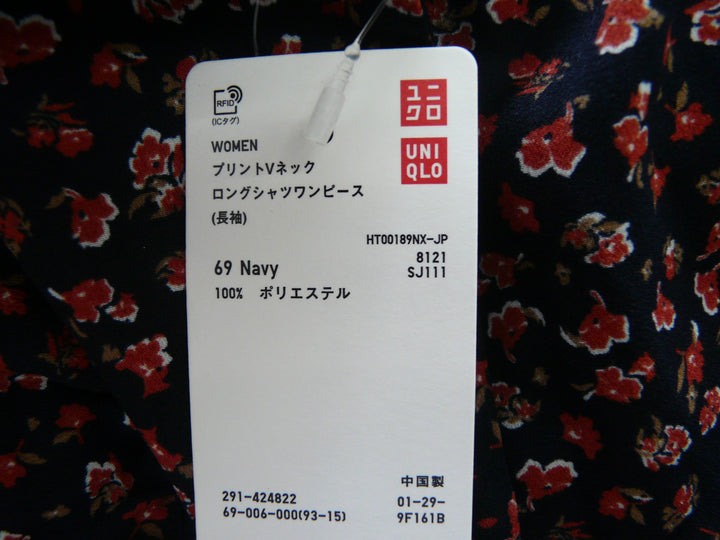 RFID
(ICタグ)
ユニ
クロ
UNI
QLO
WOMEN
プリントVネック
ロングシャツワンピース
(長袖)
HT00189NX-JP
8121
SJ111
69 Navy
100% ポリエステル
中国製
291-424822
01-29-
69-006-000(93-15)
9F161B